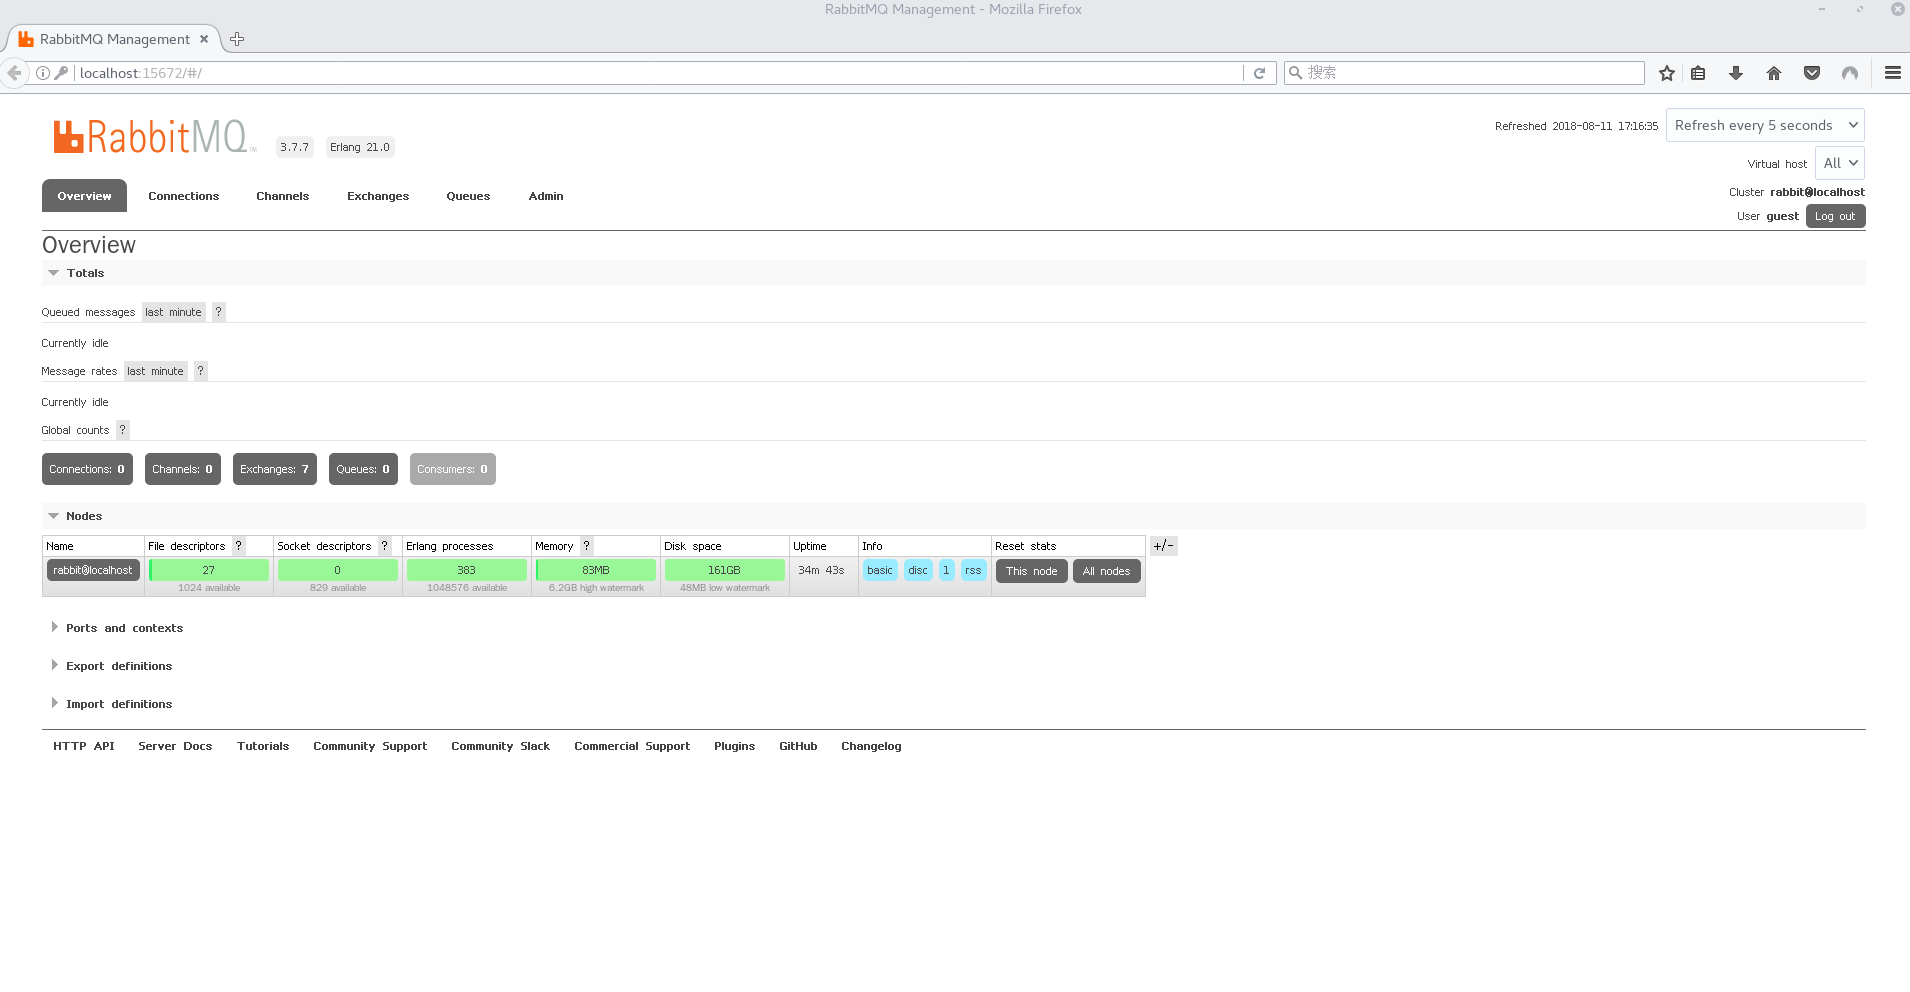 RabbitMQ Management - Mozilla Firefox
RabbitMQ Management
localhost:15672/#/
搜索
RabbitMQ TM 3.7.7 Erlang 21.0
Refreshed 2018-08-11 17:16:35 Refresh every 5 seconds
Virtual host All
Cluster rabbit@localhost
User guest Log out
Overview Connections Channels Exchanges Queues Admin
Overview
Totals
Queued messages last minute ?
Currently idle
Message rates last minute ?
Currently idle
Global counts ?
Connections: 0 Channels: 0 Exchanges: 7 Queues: 0 Consumers: 0
Nodes
Name File descriptors ? Socket descriptors ? Erlang processes Memory ? Disk space Uptime Info Reset stats +/-
rabbit@localhost 27 0 383 83MB 161GB 34m 43s basic disc 1 rss This node All nodes
1024 available 829 available 1048576 available 6.2GB high watermark 48MB low watermark
Ports and contexts
Export definitions
Import definitions
HTTP API Server Docs Tutorials Community Support Community Slack Commercial Support Plugins GitHub Changelog